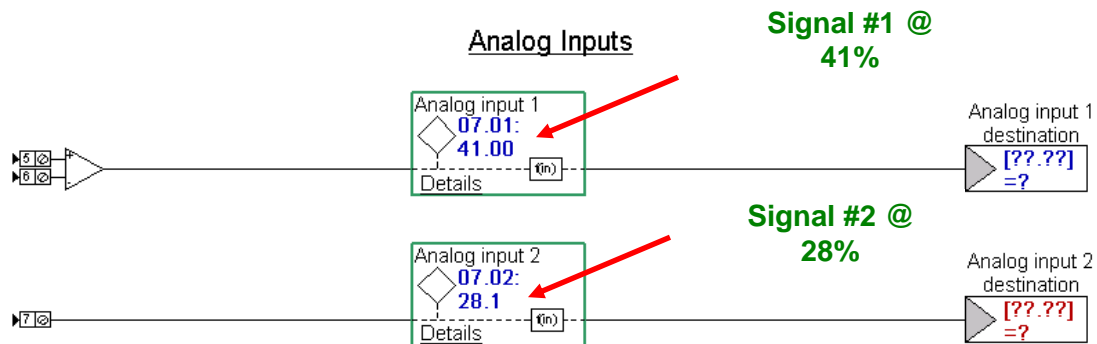 Analog Inputs
Signal #1 @
41%
Analog input 1
07.01:
41.00
f(in)
Details
5
6
+
-
Analog input 1
destination
[??.??]
=?
Signal #2 @
28%
Analog input 2
07.02:
28.1
f(in)
Details
7
Analog input 2
destination
[??.??]
=?